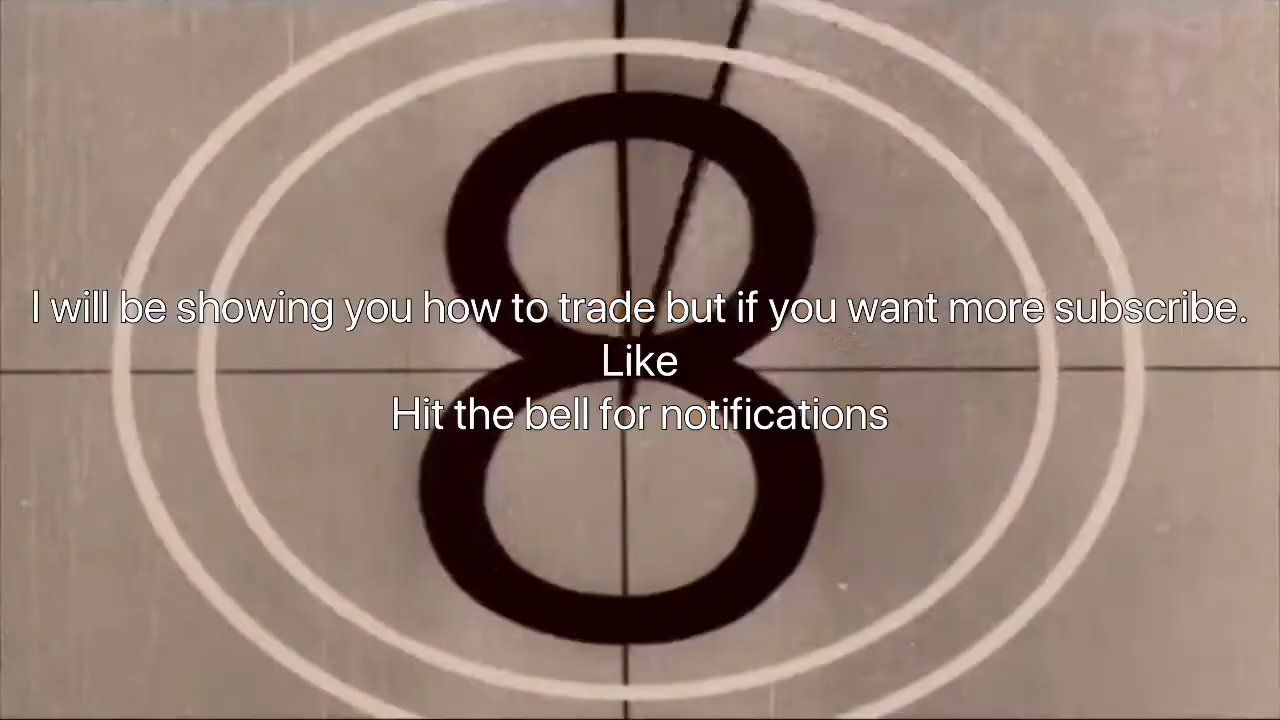 8
I will be showing you how to trade but if you want more subscribe.
Like
Hit the bell for notifications